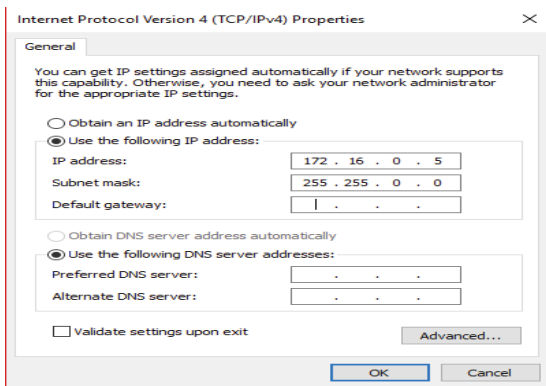 Internet Protocol Version 4 (TCP/IPv4) Properties
General
You can get IP settings assigned automatically if your network supports
this capability. Otherwise, you need to ask your network administrator
for the appropriate IP settings.
Obtain an IP address automatically
Use the following IP address:
IP address: 172 . 16 . 0 . 5
Subnet mask: 255 . 255 . 0 . 0
Default gateway: . . .
Obtain DNS server address automatically
Use the following DNS server addresses:
Preferred DNS server: . . .
Alternate DNS server: . . .
Validate settings upon exit
Advanced...
OK Cancel